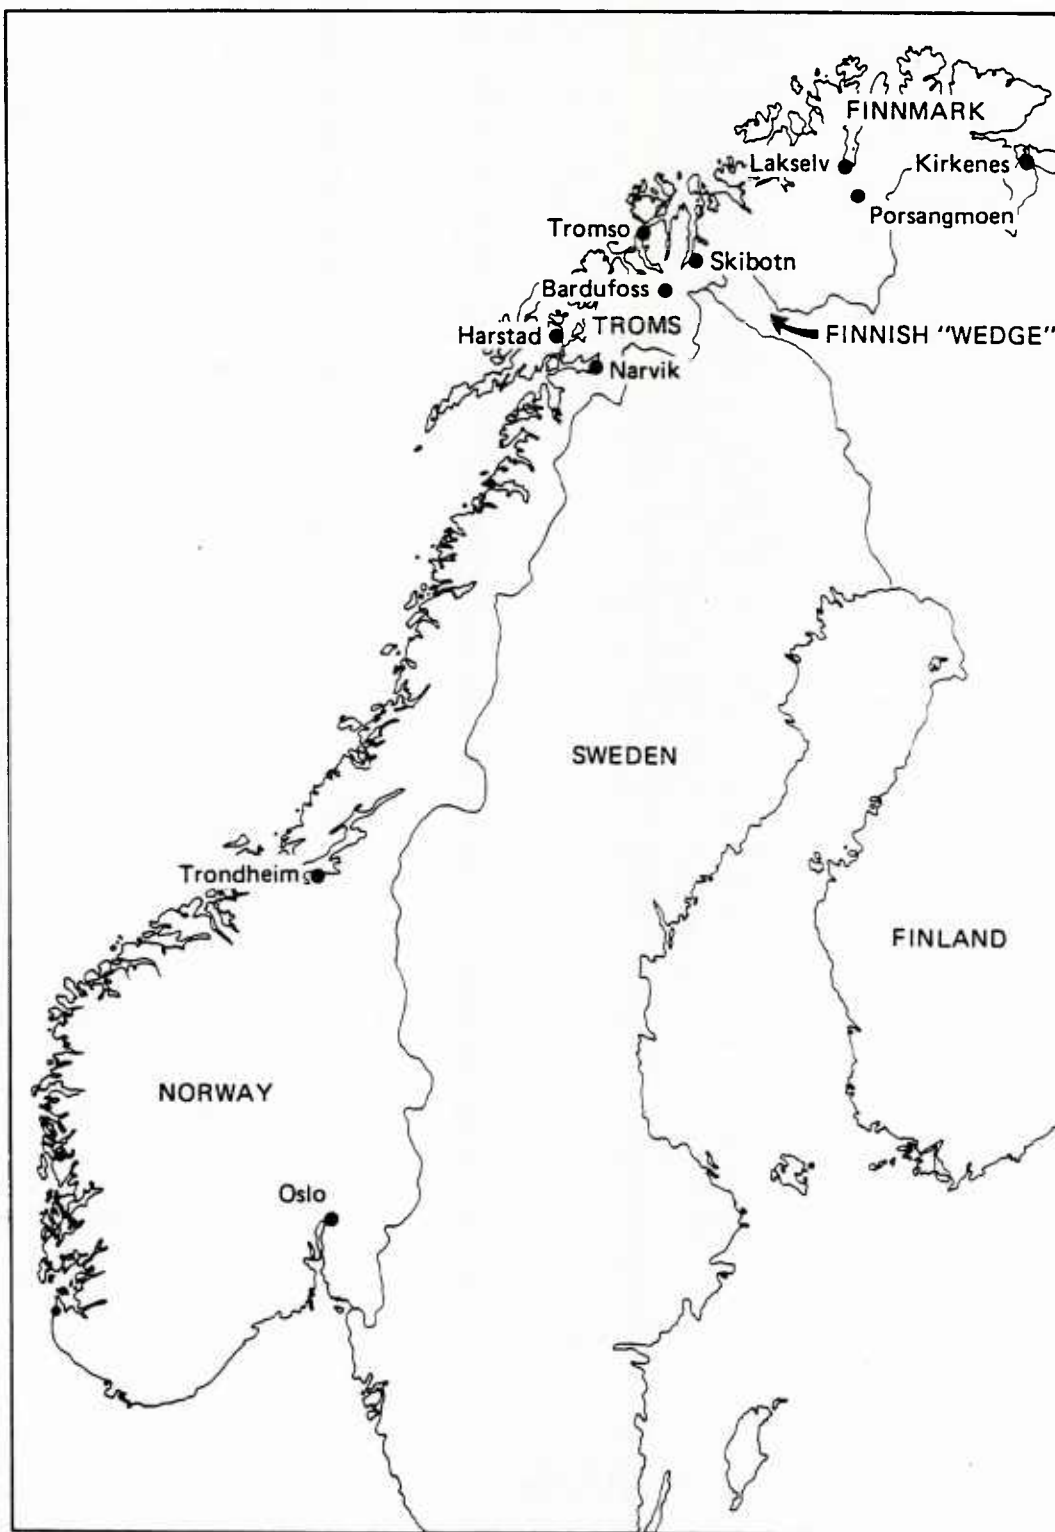 FINNMARK
Lakselv
Kirkenes
Porsangmoen
Tromso
Skibotn
Bardufoss
Harstad
TROMS
FINNISH "WEDGE"
Narvik
SWEDEN
Trondheim
FINLAND
NORWAY
Oslo